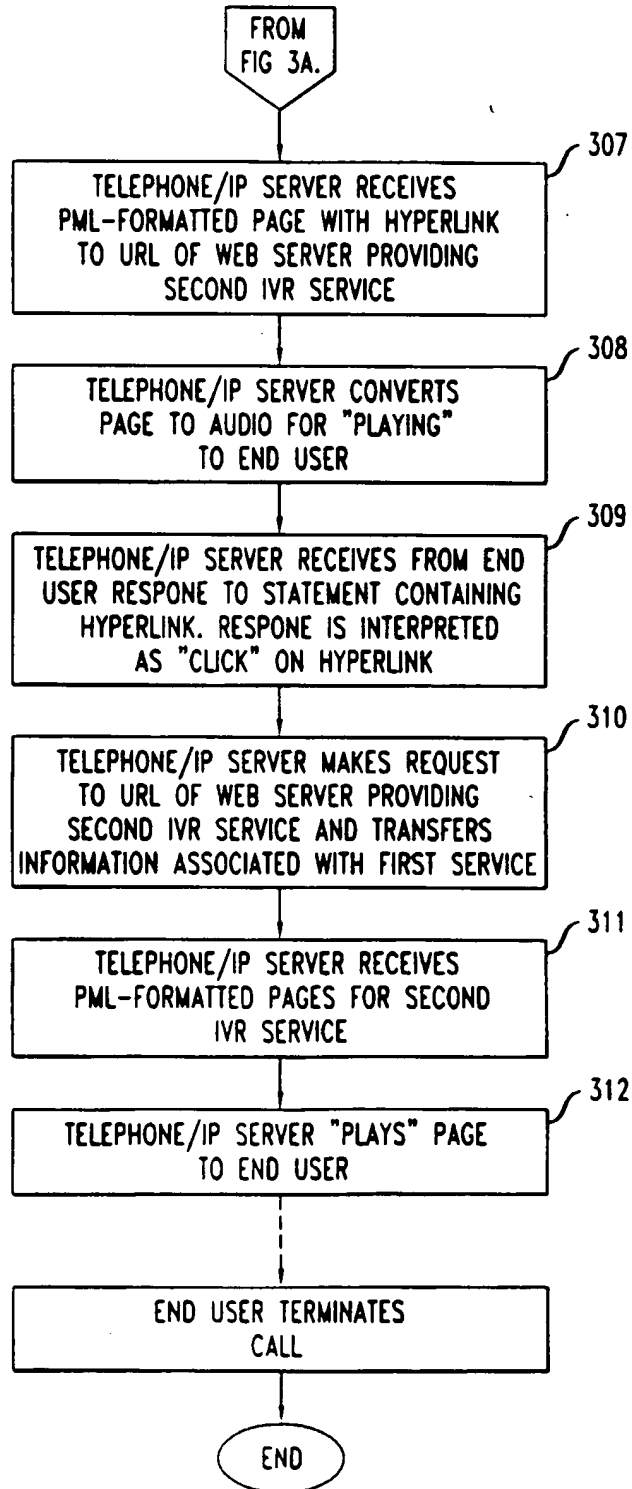 FROM
FIG 3A.
307
TELEPHONE/IP SERVER RECEIVES
PML-FORMATTED PAGE WITH HYPERLINK
TO URL OF WEB SERVER PROVIDING
SECOND IVR SERVICE
308
TELEPHONE/IP SERVER CONVERTS
PAGE TO AUDIO FOR "PLAYING"
TO END USER
309
TELEPHONE/IP SERVER RECEIVES FROM END
USER RESPONE TO STATEMENT CONTAINING
HYPERLINK. RESPONE IS INTERPRETED
AS "CLICK" ON HYPERLINK
310
TELEPHONE/IP SERVER MAKES REQUEST
TO URL OF WEB SERVER PROVIDING
SECOND IVR SERVICE AND TRANSFERS
INFORMATION ASSOCIATED WITH FIRST SERVICE
311
TELEPHONE/IP SERVER RECEIVES
PML-FORMATTED PAGES FOR SECOND
IVR SERVICE
312
TELEPHONE/IP SERVER "PLAYS" PAGE
TO END USER
END USER TERMINATES
CALL
END